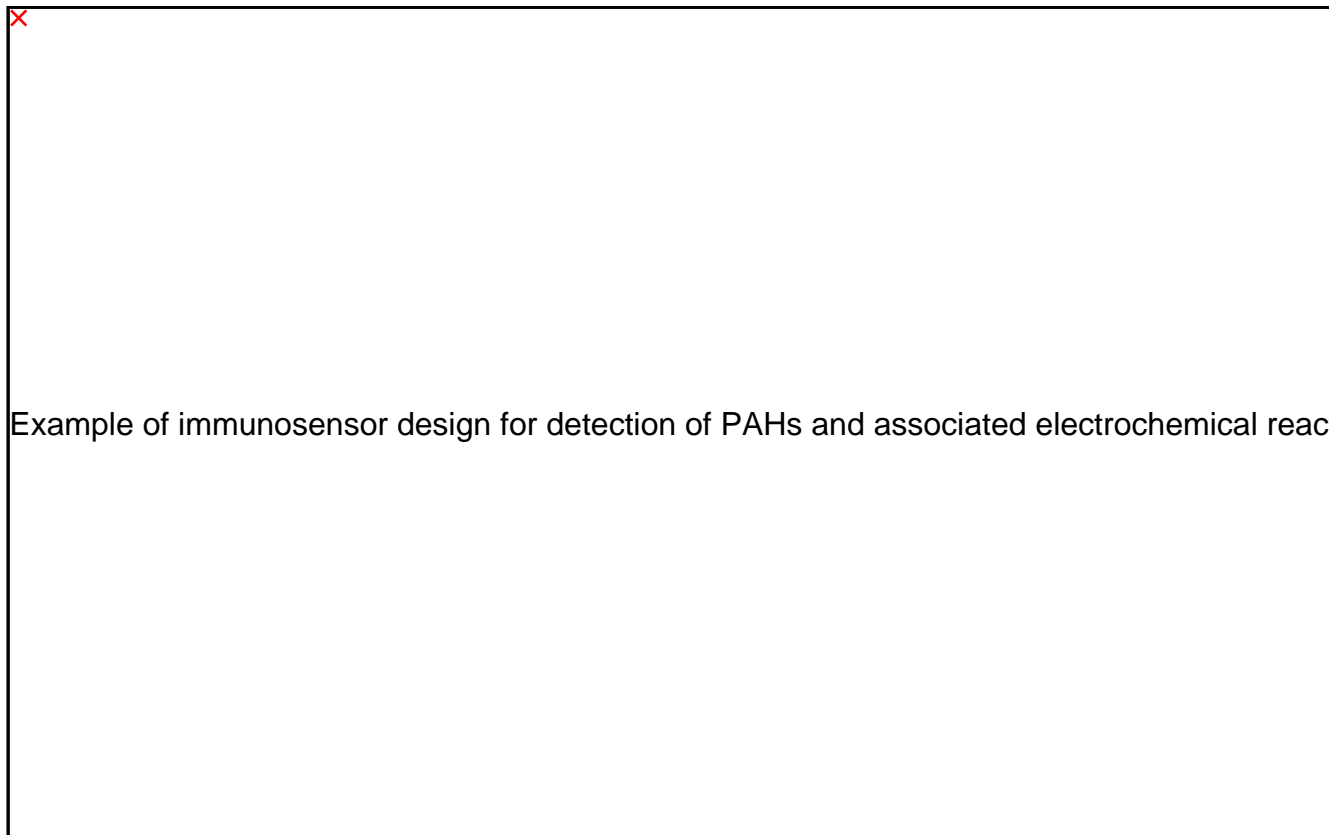 Example of immunosensor design for detection of PAHs and associated electrochemical reac